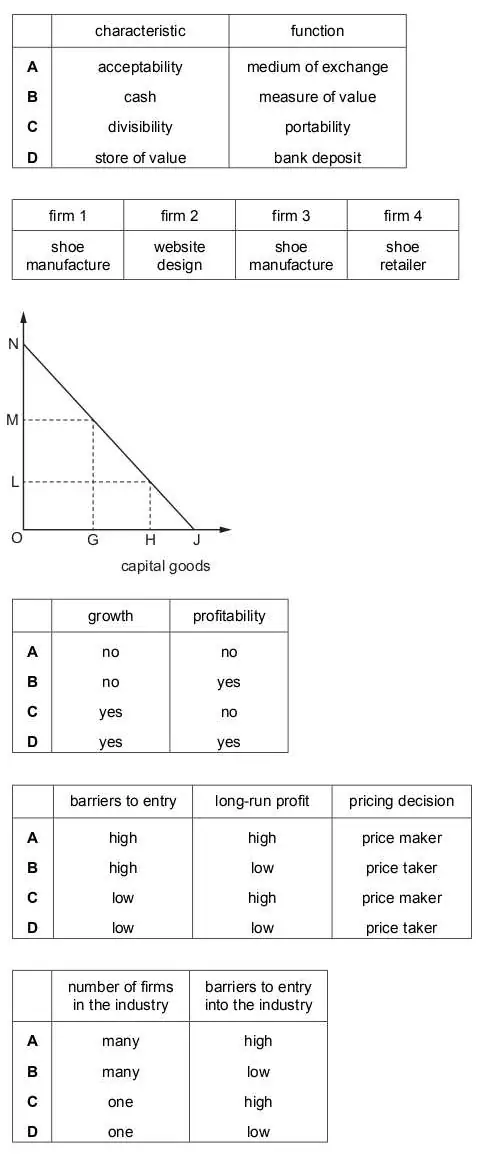 characteristic function
A acceptability medium of exchange
B cash measure of value
C divisibility portability
D store of value bank deposit
firm 1 firm 2 firm 3 firm 4
shoe website shoe shoe
manufacture design manufacture retailer
N
M
L
O G H J
capital goods
growth profitability
A no no
B no yes
C yes no
D yes yes
barriers to entry long-run profit pricing decision
A high high price maker
B high low price taker
C low high price maker
D low low price taker
number of firms barriers to entry
in the industry into the industry
A many high
B many low
C one high
D one low